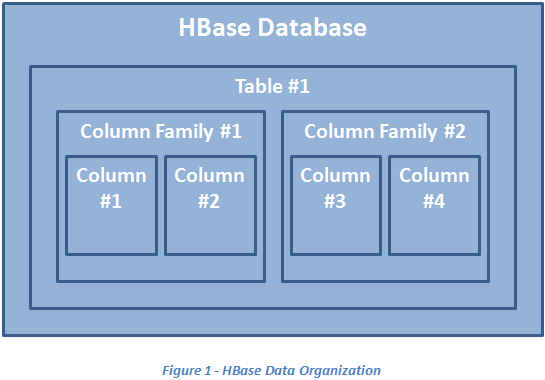 HBase Database
Table #1
Column Family #1
Column Family #2
Column
#1
Column
#2
Column
#3
Column
#4
Figure 1 - HBase Data Organization